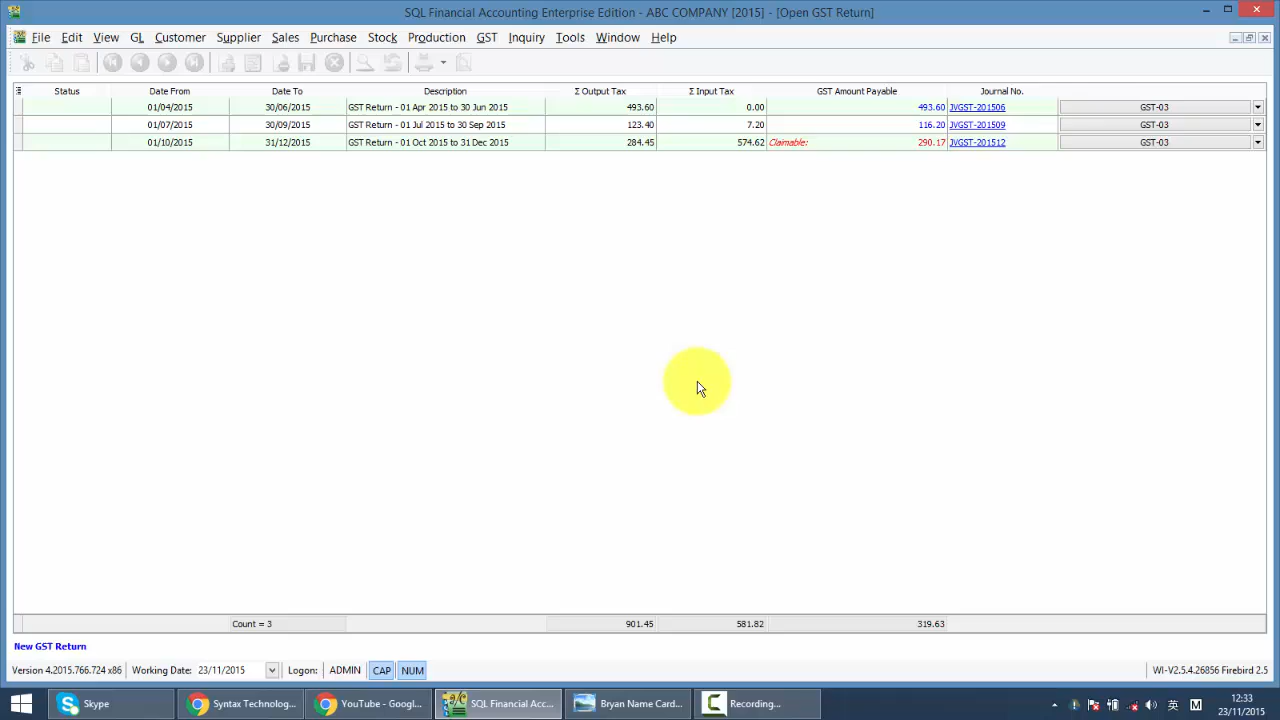 SQL Financial Accounting Enterprise Edition - ABC COMPANY [2015] - [Open GST Return]
File Edit View GL Customer Supplier Sales Purchase Stock Production GST Inquiry Tools Window Help
Status Date From Date To Description Σ Output Tax Σ Input Tax GST Amount Payable Journal No.
01/04/2015 30/06/2015 GST Return - 01 Apr 2015 to 30 Jun 2015 493.60 0.00 493.60 JVGST-201506 GST-03
01/07/2015 30/09/2015 GST Return - 01 Jul 2015 to 30 Sep 2015 123.40 7.20 116.20 JVGST-201509 GST-03
01/10/2015 31/12/2015 GST Return - 01 Oct 2015 to 31 Dec 2015 284.45 574.62 Claimable: 290.17 JVGST-201512 GST-03
Count = 3 901.45 581.82 319.63
New GST Return
Version 4.2015.766.724 x86 Working Date: 23/11/2015 Logon: ADMIN CAP NUM WI-V2.5.4.26856 Firebird 2.5
Skype Syntax Technolog... YouTube - Googl... SQL Financial Acc... Bryan Name Card... Recording... 英 M 12:33
23/11/2015